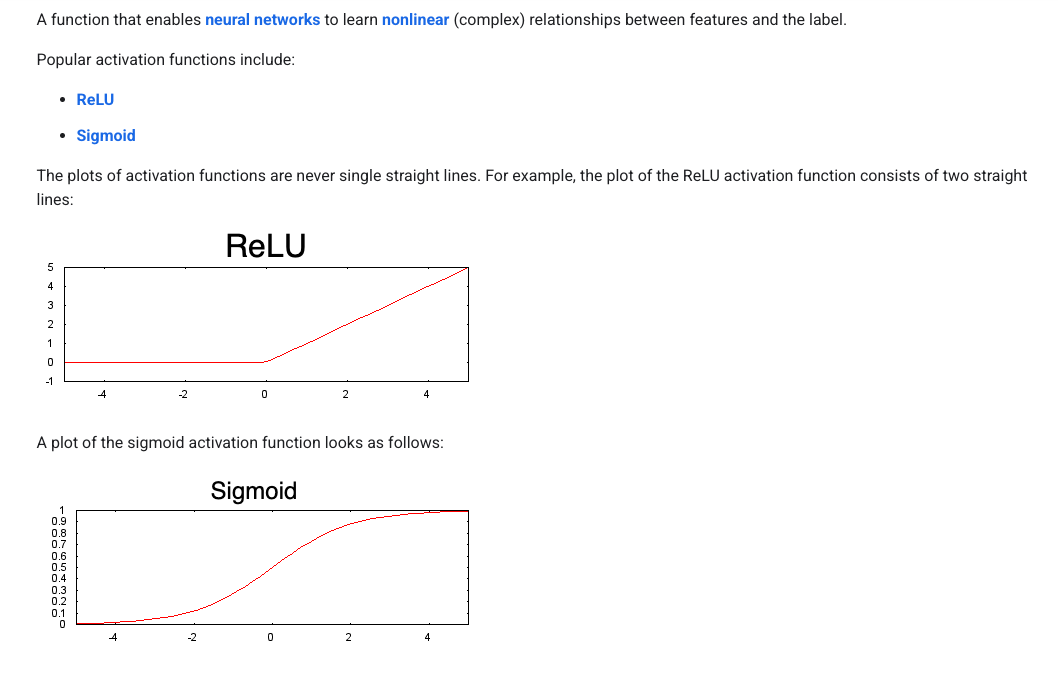 A function that enables neural networks to learn nonlinear (complex) relationships between features and the label.
Popular activation functions include:
• ReLU
• Sigmoid
The plots of activation functions are never single straight lines. For example, the plot of the ReLU activation function consists of two straight
lines:
ReLU
5
4
3
2
1
0
-1
-4 -2 0 2 4
A plot of the sigmoid activation function looks as follows:
Sigmoid
1
0.9
0.8
0.7
0.6
0.5
0.4
0.3
0.2
0.1
0
-4 -2 0 2 4